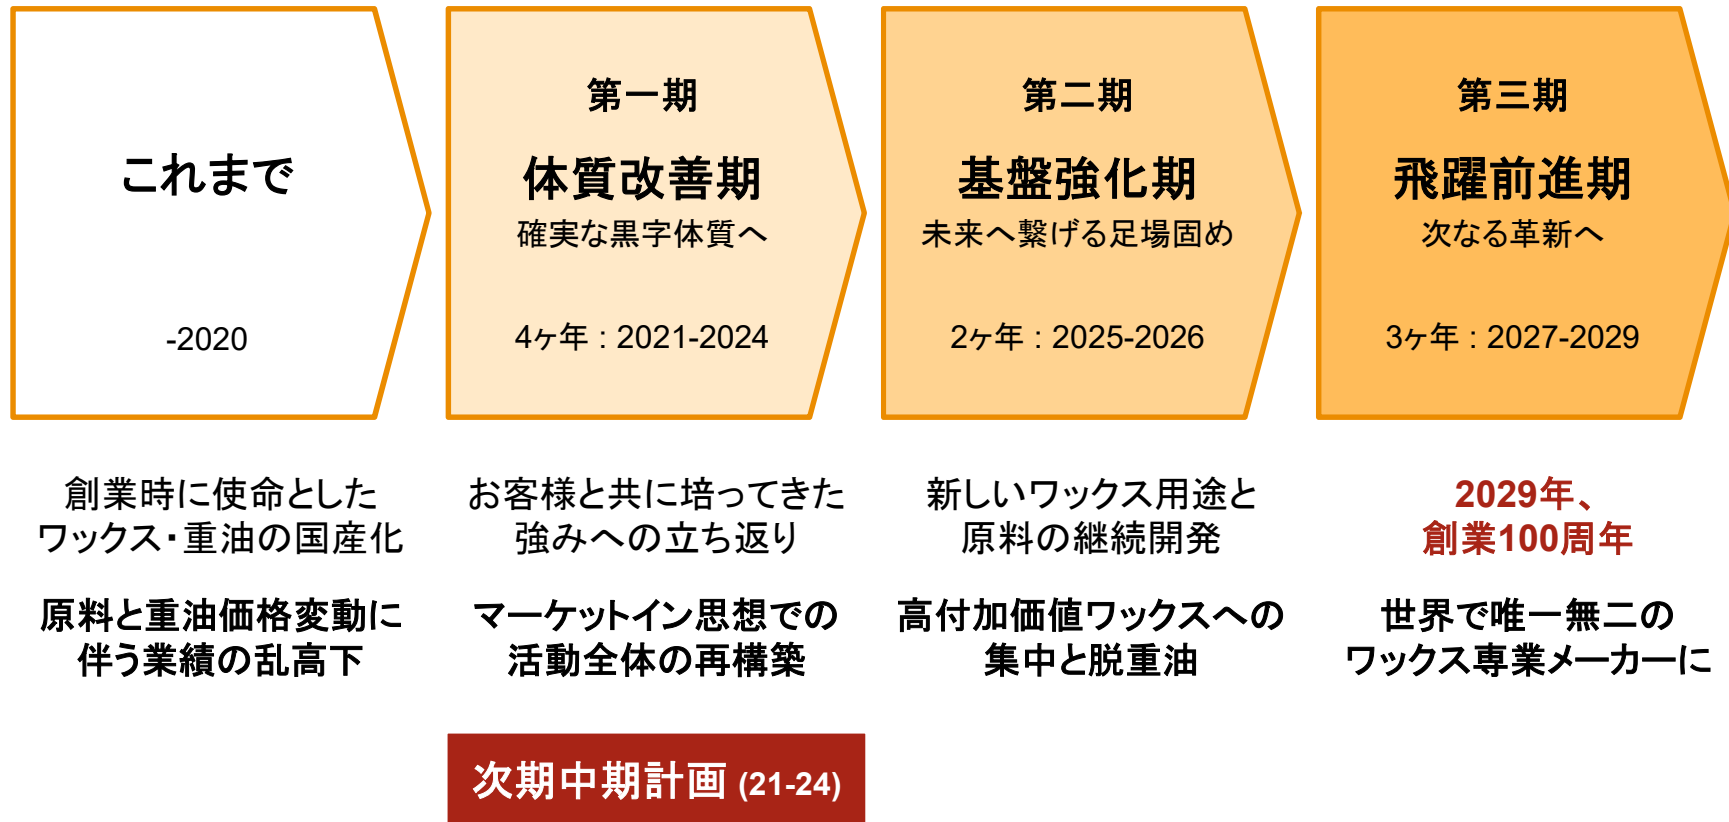 これまで
-2020
創業時に使命とした
ワックス・重油の国産化
原料と重油価格変動に
伴う業績の乱高下
第一期
体質改善期
確実な黒字体質へ
4ヶ年 : 2021-2024
お客様と共に培ってきた
強みへの立ち返り
マーケットイン思想での
活動全体の再構築
次期中期計画 (21-24)
第二期
基盤強化期
未来へ繋げる足場固め
2ヶ年 : 2025-2026
新しいワックス用途と
原料の継続開発
高付加価値ワックスへの
集中と脱重油
第三期
飛躍前進期
次なる革新へ
3ヶ年 : 2027-2029
2029年、
創業100周年
世界で唯一無二の
ワックス専業メーカーに